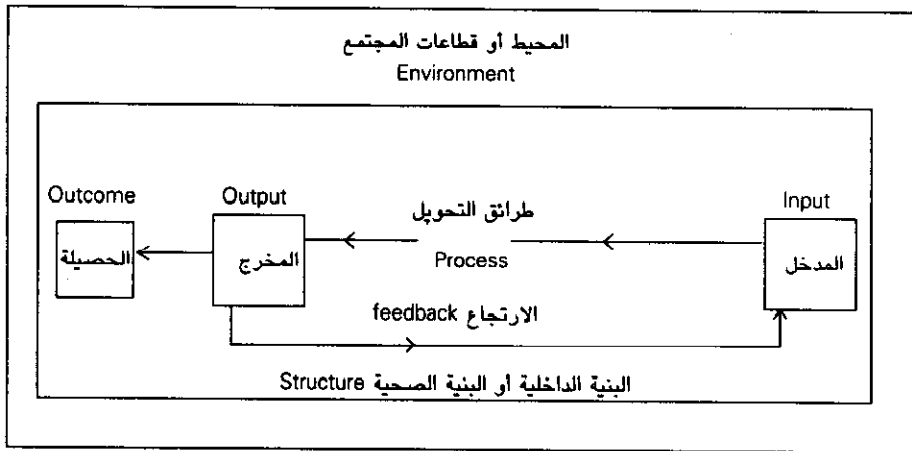 المحيط أو قطاعات المجتمع
Environment
Input
Output
Outcome
طرائق التحويل
المدخل
Process
المخرج
الحصيلة
الارتجاع feedback
البنية الداخلية أو البنية الصحية Structure